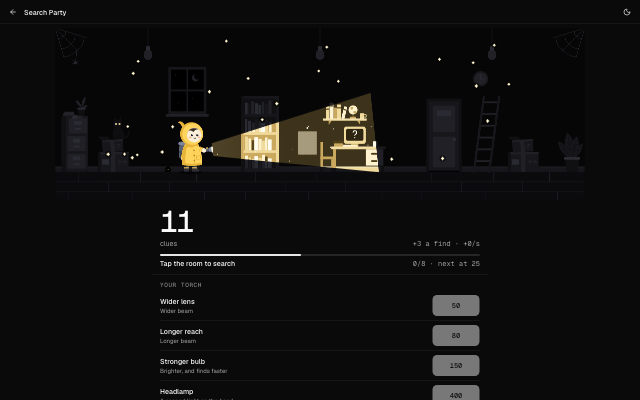 Search Party
?
11
clues
+3 a find · +0/s
Tap the room to search
0/8 · next at 25
YOUR TORCH
Wider lens
Wider beam
50
Longer reach
Longer beam
80
Stronger bulb
Brighter, and finds faster
150
Headlamp
400